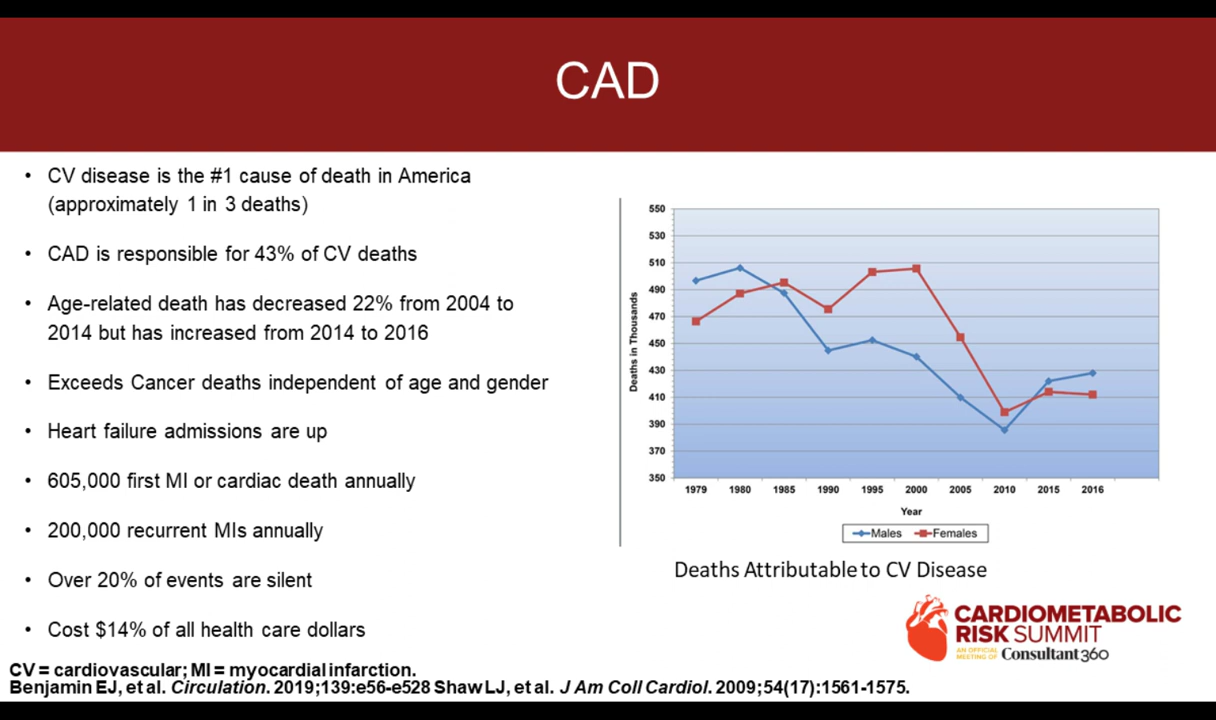 CAD
• CV disease is the #1 cause of death in America
(approximately 1 in 3 deaths)
• CAD is responsible for 43% of CV deaths
• Age-related death has decreased 22% from 2004 to
2014 but has increased from 2014 to 2016
• Exceeds Cancer deaths independent of age and gender
• Heart failure admissions are up
• 605,000 first MI or cardiac death annually
• 200,000 recurrent MIs annually
• Over 20% of events are silent
• Cost $14% of all health care dollars
Deaths in Thousands
550
530
510
490
470
450
430
410
390
370
350
1979 1980 1985 1990 1995 2000 2005 2010 2015 2016
Year
Males Females
Deaths Attributable to CV Disease
CARDIOMETABOLIC
RISK SUMMIT
AN OFFICIAL
MEETING OF Consultant360
CV = cardiovascular; MI = myocardial infarction.
Benjamin EJ, et al. Circulation. 2019;139:e56-e528 Shaw LJ, et al. J Am Coll Cardiol. 2009;54(17):1561-1575.